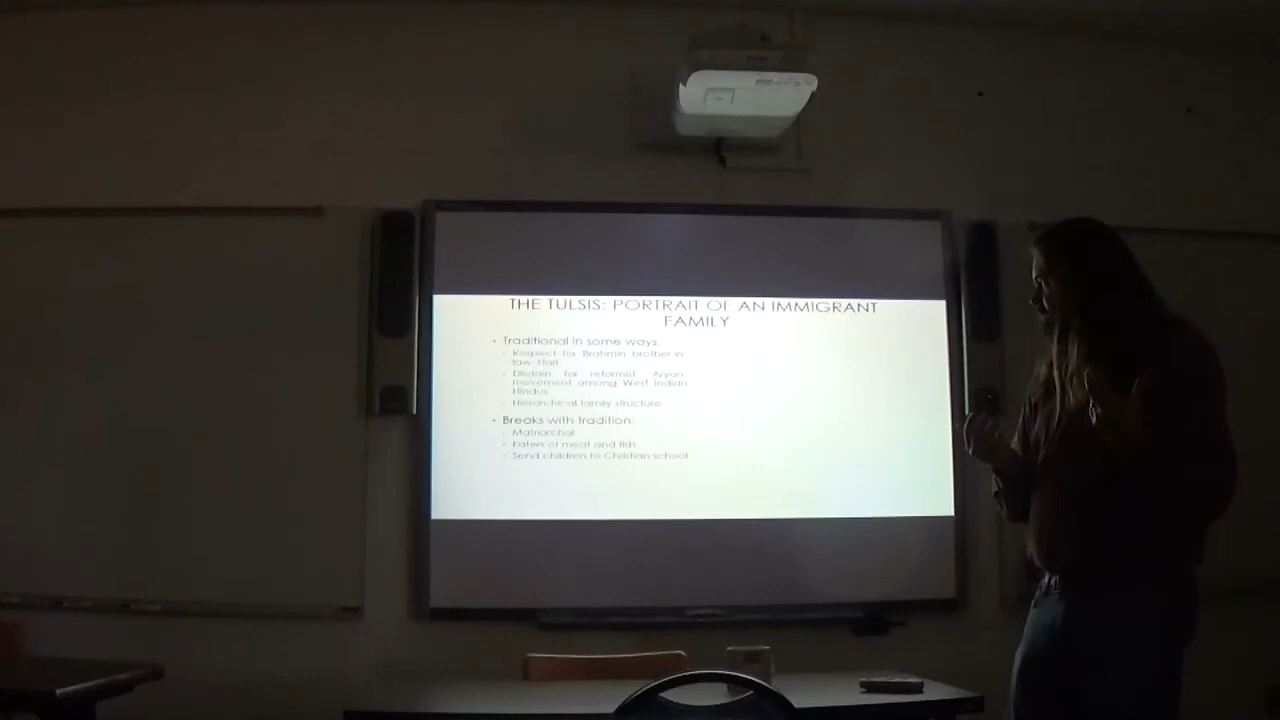 THE TULSIS: PORTRAIT OF AN IMMIGRANT
FAMILY
- Traditional in some ways
- Respect for Brahmin brother in
law Hari
- Disdain for reformist Aryan
movement among West Indian
Hindus
- Hierarchical family structure
- Breaks with tradition:
- Matriarchat
- Eaters of meat and fish
- Send children to Christian school